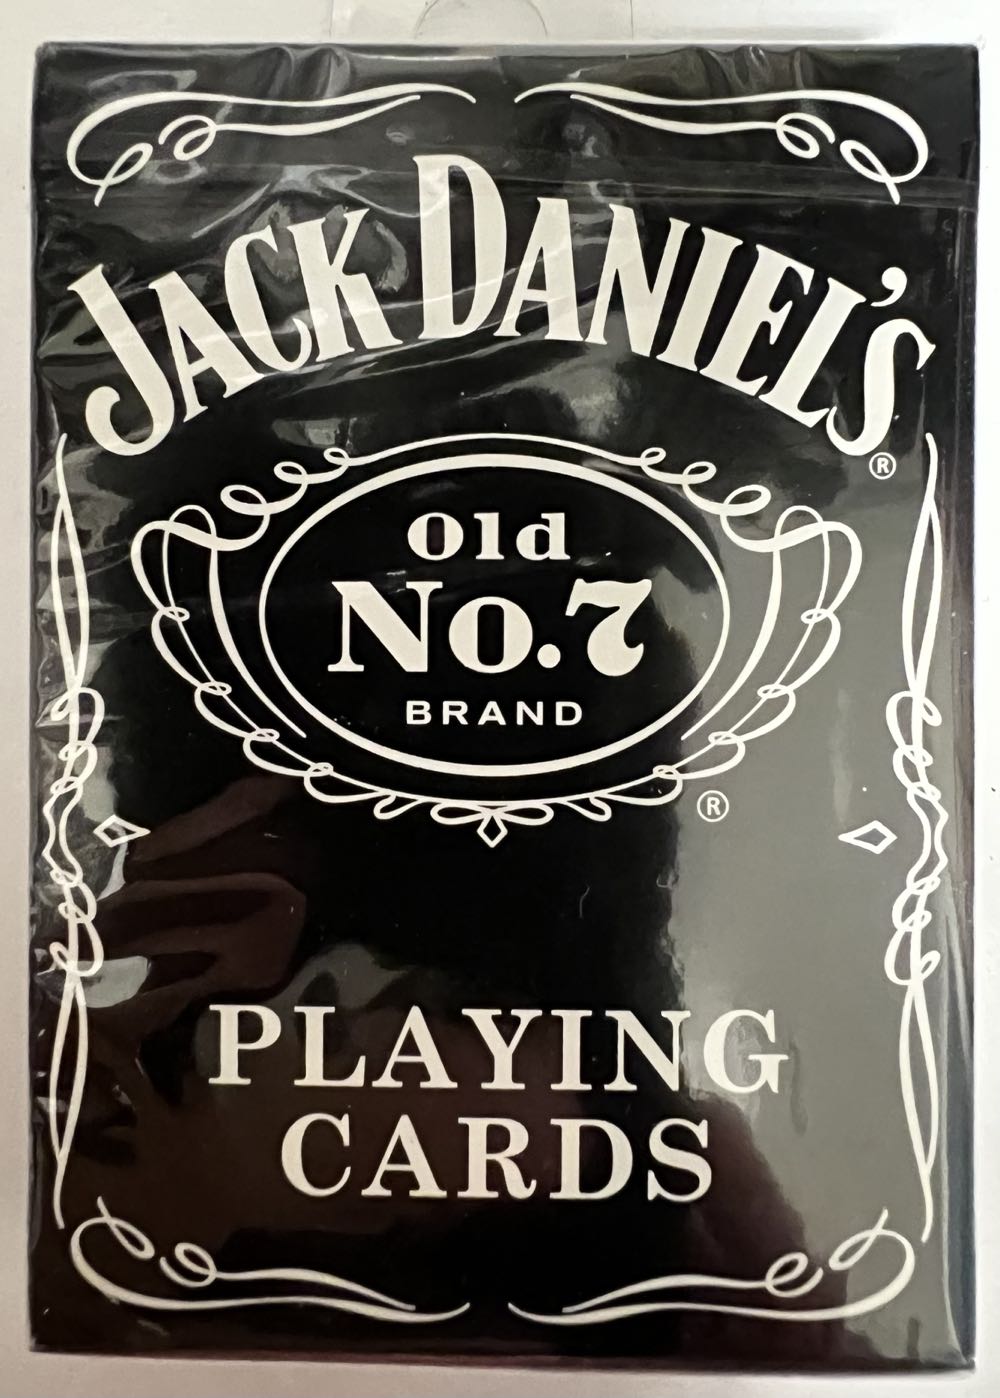 JACK DANIEL'S®
Old
No.7
BRAND
®
PLAYING
CARDS